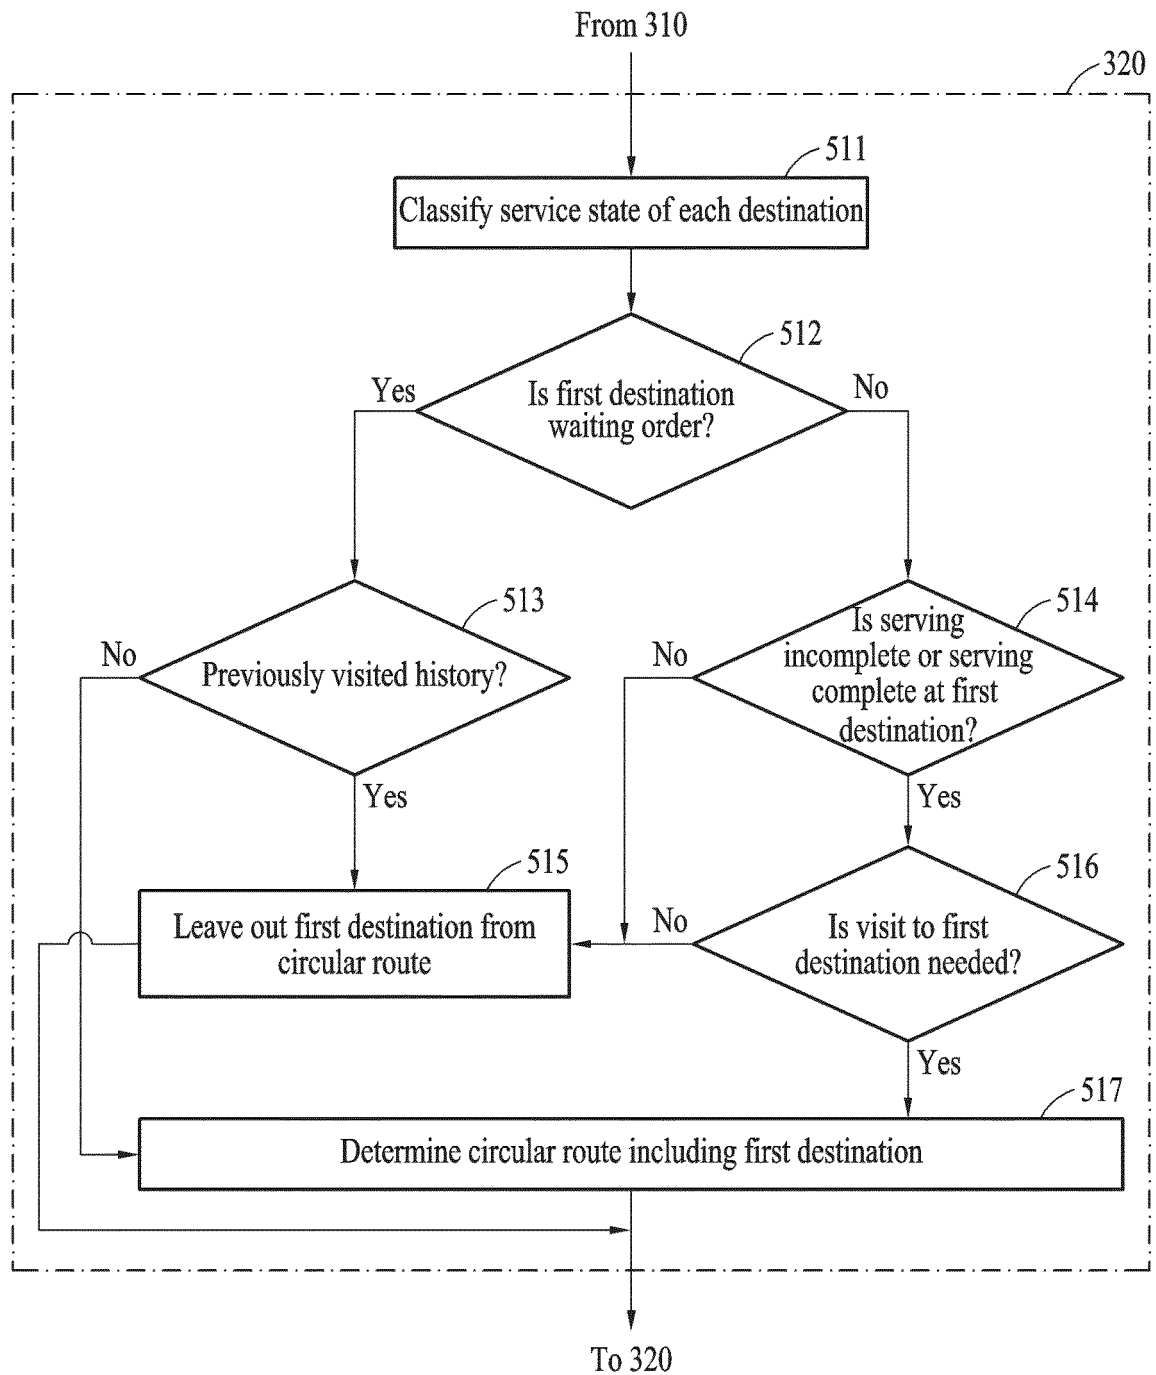 From 310
320
511
Classify service state of each destination
512
Yes
No
Is first destination
waiting order?
513
514
No
Previously visited history?
No
Is serving
incomplete or serving
complete at first
destination?
Yes
Yes
515
516
Leave out first destination from
circular route
No
Is visit to first
destination needed?
Yes
517
Determine circular route including first destination
To 320